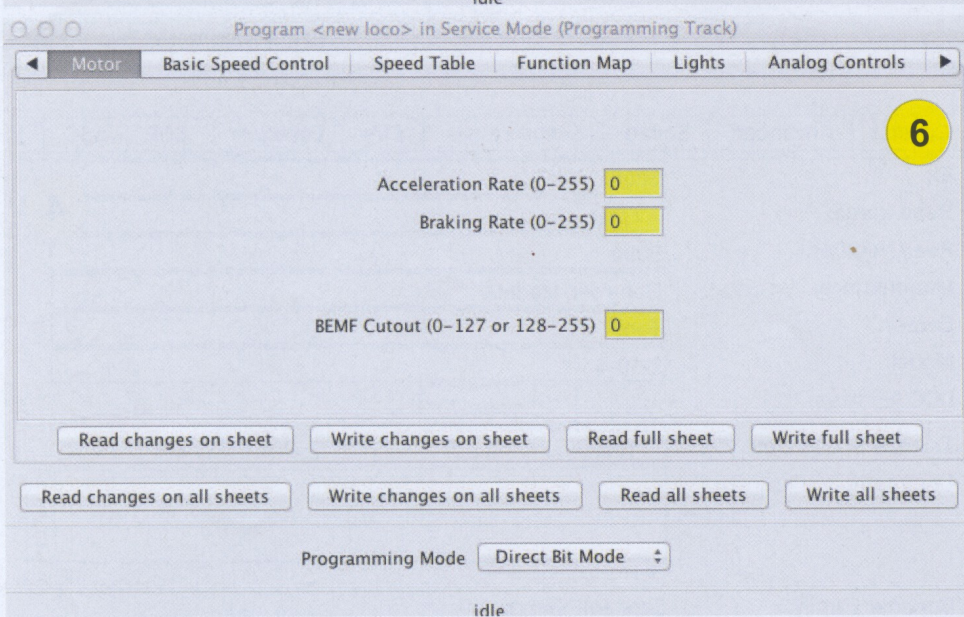 idle
Program <new loco> in Service Mode (Programming Track)
Motor Basic Speed Control Speed Table Function Map Lights Analog Controls
6
Acceleration Rate (0-255) 0
Braking Rate (0-255) 0
BEMF Cutout (0-127 or 128-255) 0
Read changes on sheet Write changes on sheet Read full sheet Write full sheet
Read changes on all sheets Write changes on all sheets Read all sheets Write all sheets
Programming Mode Direct Bit Mode
idle